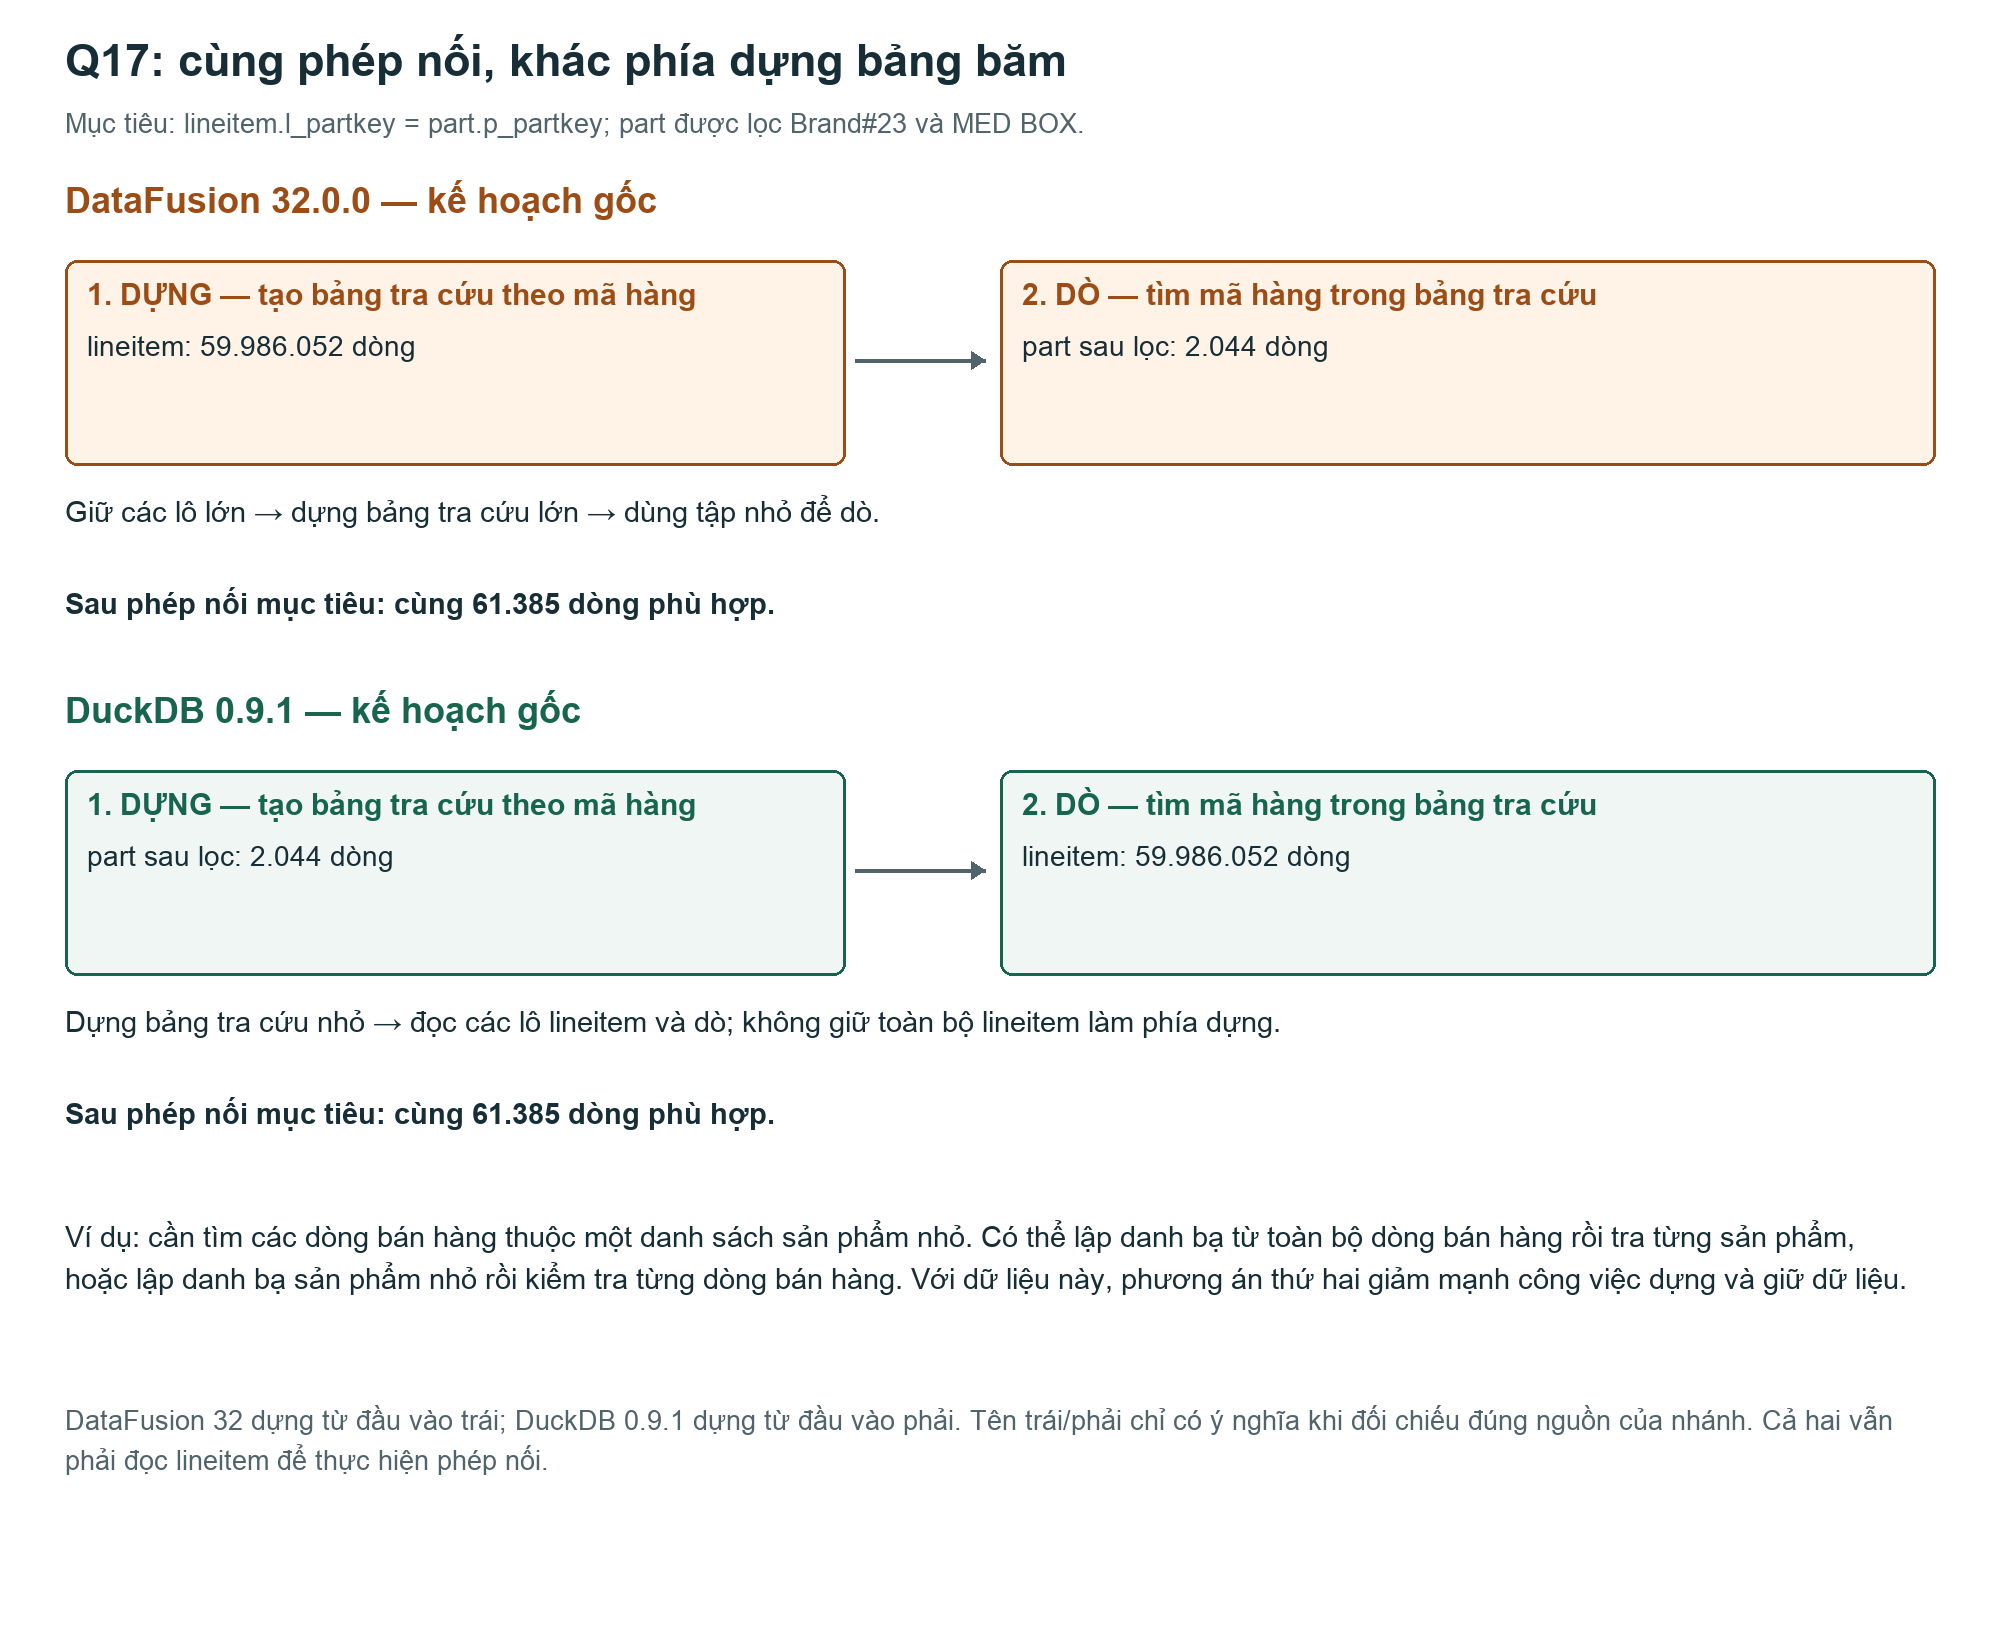 Q17: cùng phép nối, khác phía dựng bảng băm
Mục tiêu: lineitem.l_partkey = part.p_partkey; part được lọc Brand#23 và MED BOX.
DataFusion 32.0.0 — kế hoạch gốc
1. DỰNG — tạo bảng tra cứu theo mã hàng
lineitem: 59.986.052 dòng
2. DÒ — tìm mã hàng trong bảng tra cứu
part sau lọc: 2.044 dòng
Giữ các lô lớn → dựng bảng tra cứu lớn → dùng tập nhỏ để dò.
Sau phép nối mục tiêu: cùng 61.385 dòng phù hợp.
DuckDB 0.9.1 — kế hoạch gốc
1. DỰNG — tạo bảng tra cứu theo mã hàng
part sau lọc: 2.044 dòng
2. DÒ — tìm mã hàng trong bảng tra cứu
lineitem: 59.986.052 dòng
Dựng bảng tra cứu nhỏ → đọc các lô lineitem và dò; không giữ toàn bộ lineitem làm phía dựng.
Sau phép nối mục tiêu: cùng 61.385 dòng phù hợp.
Ví dụ: cần tìm các dòng bán hàng thuộc một danh sách sản phẩm nhỏ. Có thể lập danh bạ từ toàn bộ dòng bán hàng rồi tra từng sản phẩm,
hoặc lập danh bạ sản phẩm nhỏ rồi kiểm tra từng dòng bán hàng. Với dữ liệu này, phương án thứ hai giảm mạnh công việc dựng và giữ dữ liệu.
DataFusion 32 dựng từ đầu vào trái; DuckDB 0.9.1 dựng từ đầu vào phải. Tên trái/phải chỉ có ý nghĩa khi đối chiếu đúng nguồn của nhánh. Cả hai vẫn
phải đọc lineitem để thực hiện phép nối.